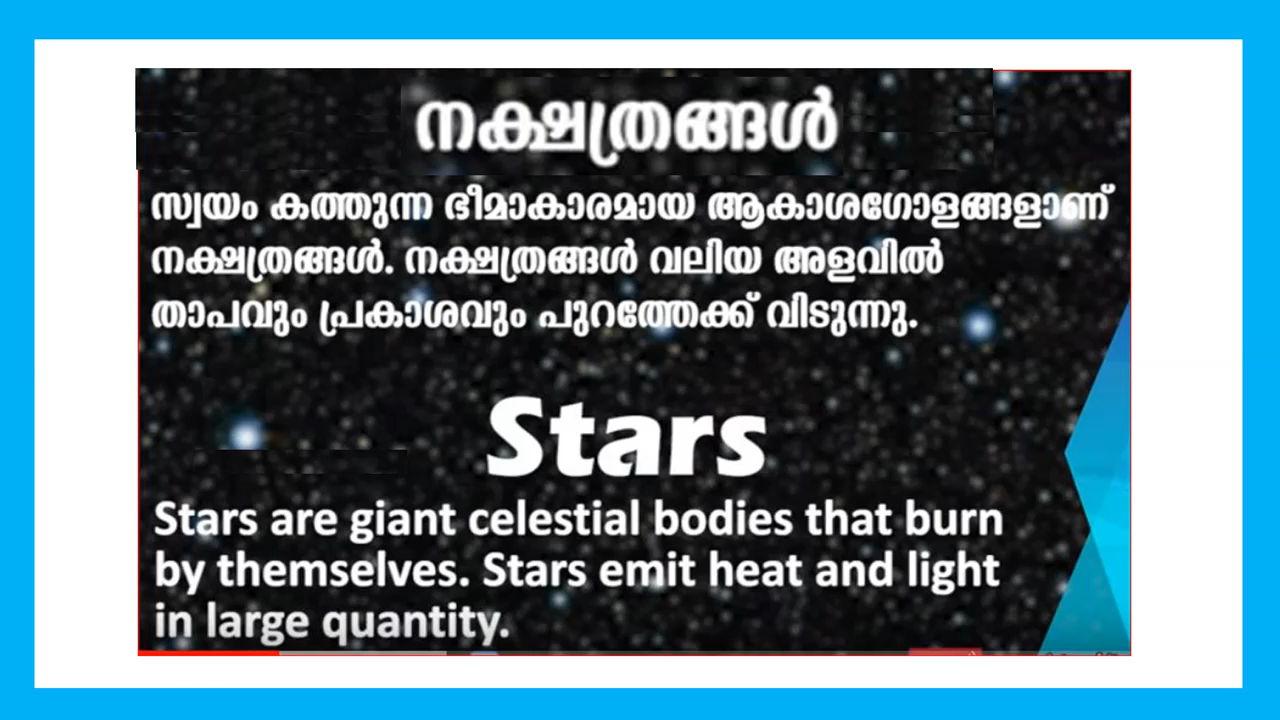 നക്ഷത്രങ്ങൾ
സ്വയം കത്തുന്ന ഭീമാകാരമായ ആകാശഗോളങ്ങളാണ്
നക്ഷത്രങ്ങൾ. നക്ഷത്രങ്ങൾ വലിയ അളവിൽ
താപവും പ്രകാശവും പുറത്തേക്ക് വിടുന്നു.
Stars
Stars are giant celestial bodies that burn
by themselves. Stars emit heat and light
in large quantity.